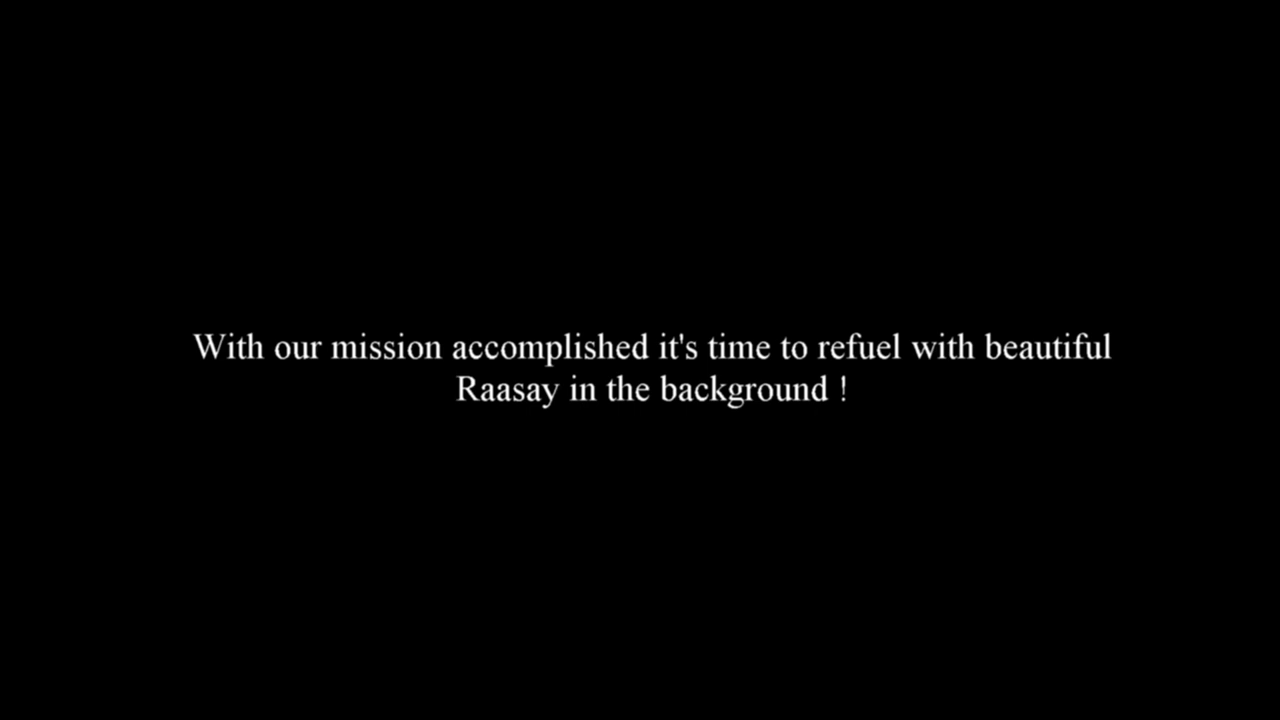 With our mission accomplished it's time to refuel with beautiful
Raasay in the background !